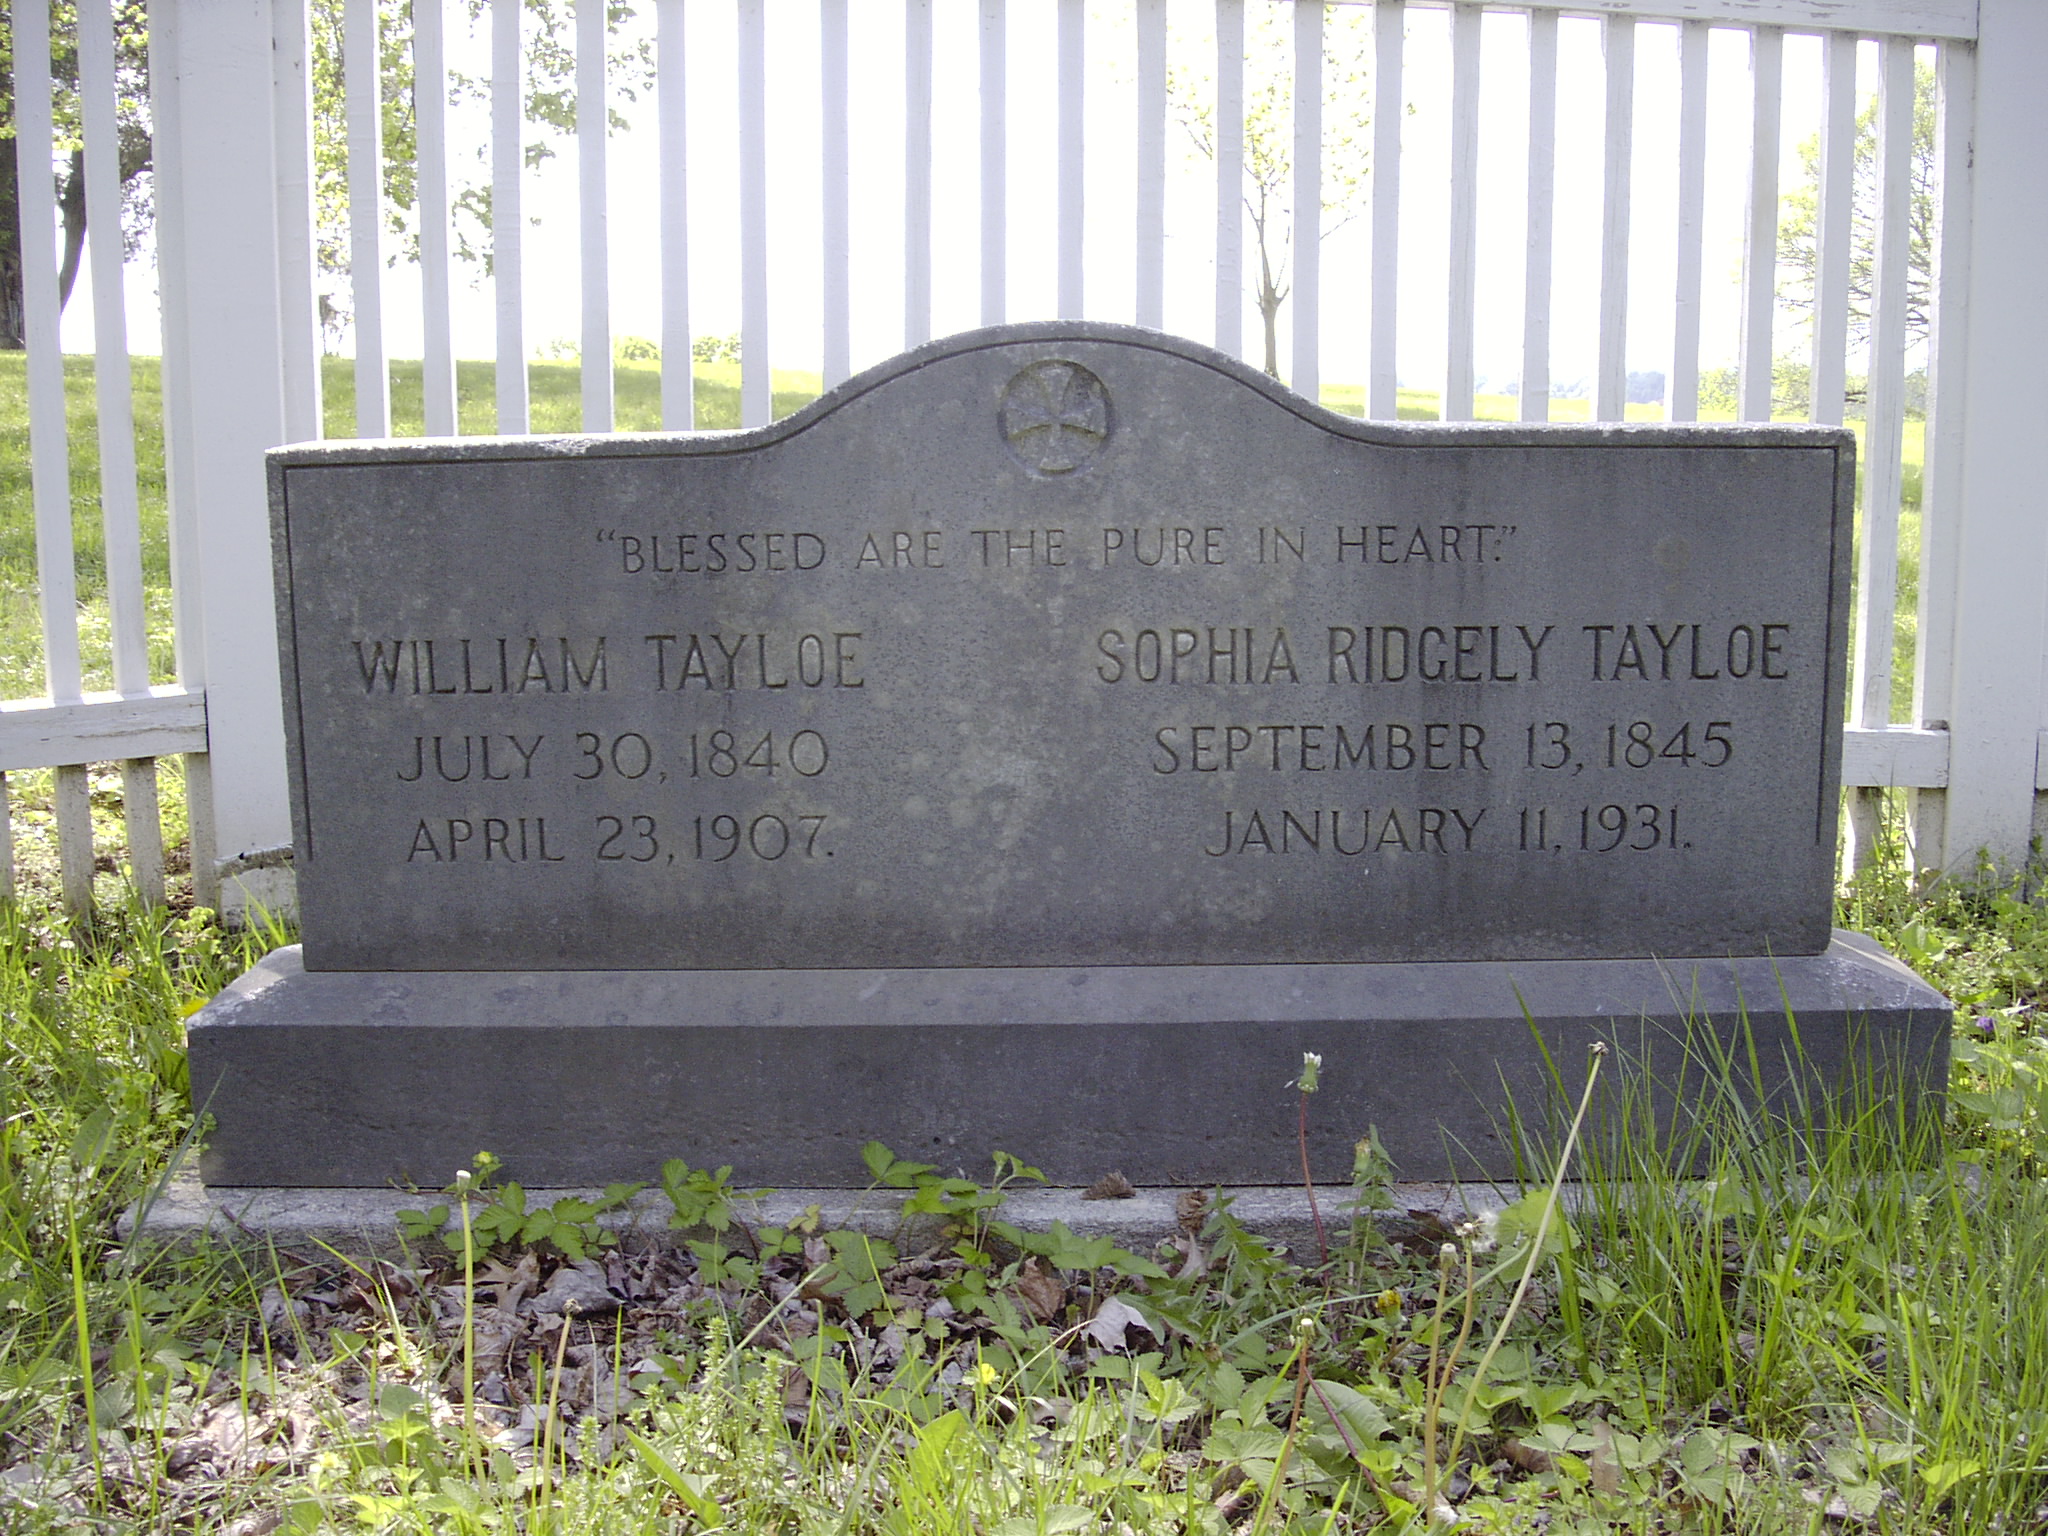 "BLESSED ARE THE PURE IN HEART."
WILLIAM TAYLOE
JULY 30, 1840
APRIL 23, 1907.
SOPHIA RIDGELY TAYLOE
SEPTEMBER 13, 1845
JANUARY 11, 1931.